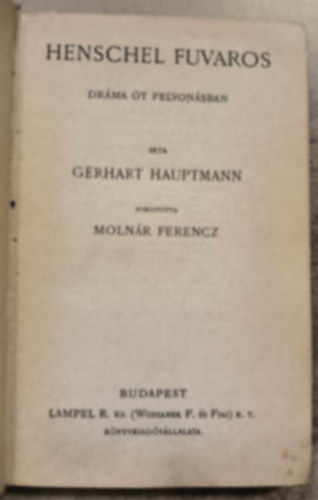 HENSCHEL FUVAROS
DRÁMA ÖT FELVONÁSBAN
IRTA
GERHART HAUPTMANN
FORDITOTTA
MOLNÁR FERENCZ
BUDAPEST
LAMPEL R. KK. (WODIANER F. ÉS FIAI) R. T.
KÖNYVKIADÓVÁLLALATA.